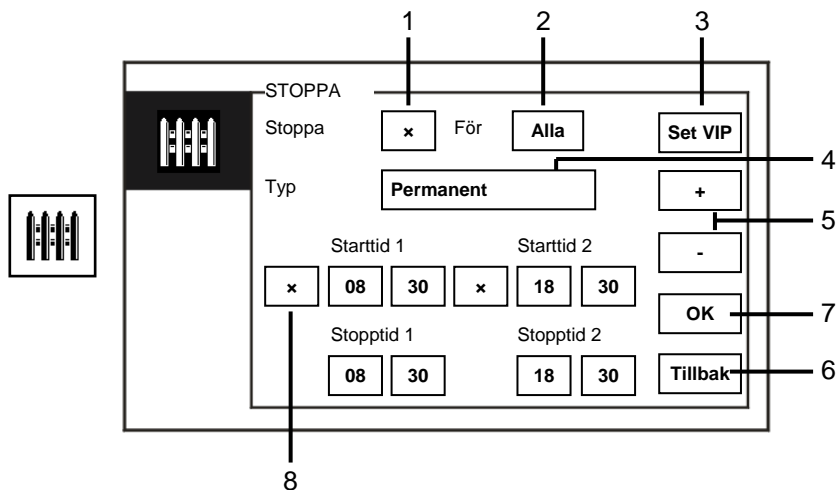 1 2 3
STOPPA
Stoppa × För Alla Set VIP
4
Typ Permanent +
5
-
Starttid 1 Starttid 2
× 08 30 × 18 30 OK 7
Stopptid 1 Stopptid 2
08 30 18 30 Tillbak 6
8